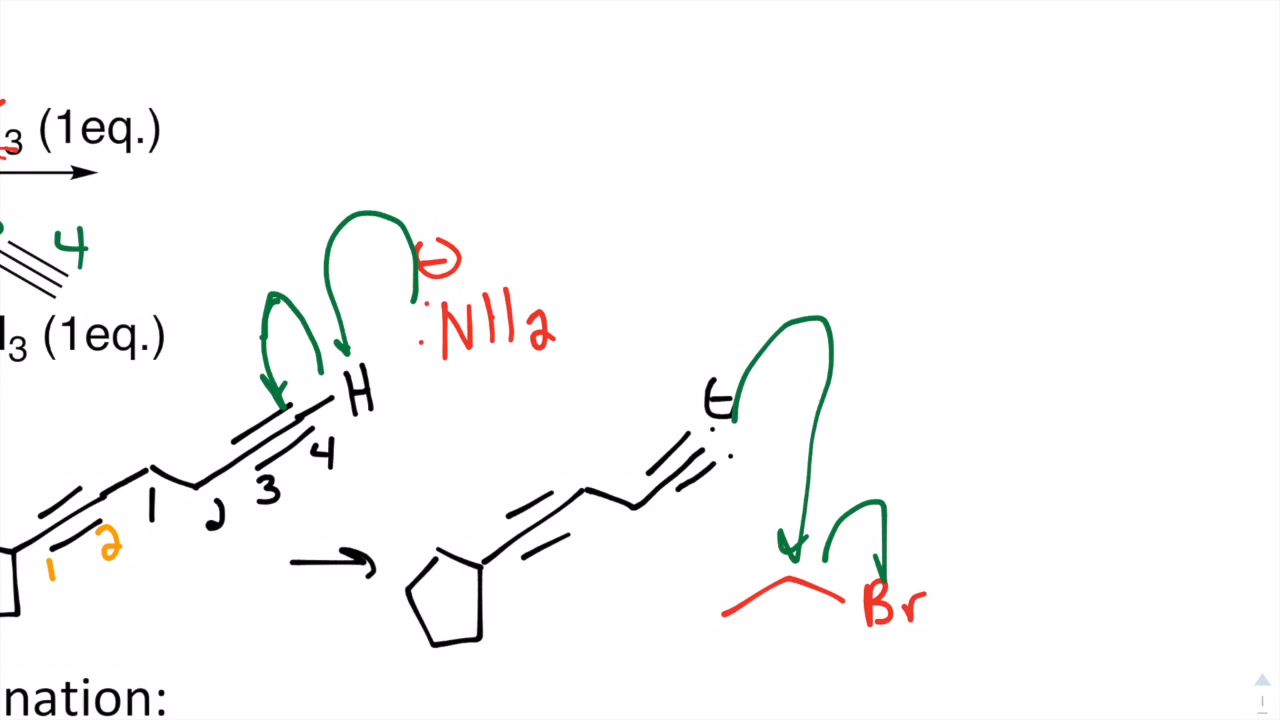 3 (1eq.)
4
⊖
:NH2
3 (1eq.)
H
4
3
1
2
2
1
⊖
Br
nation: